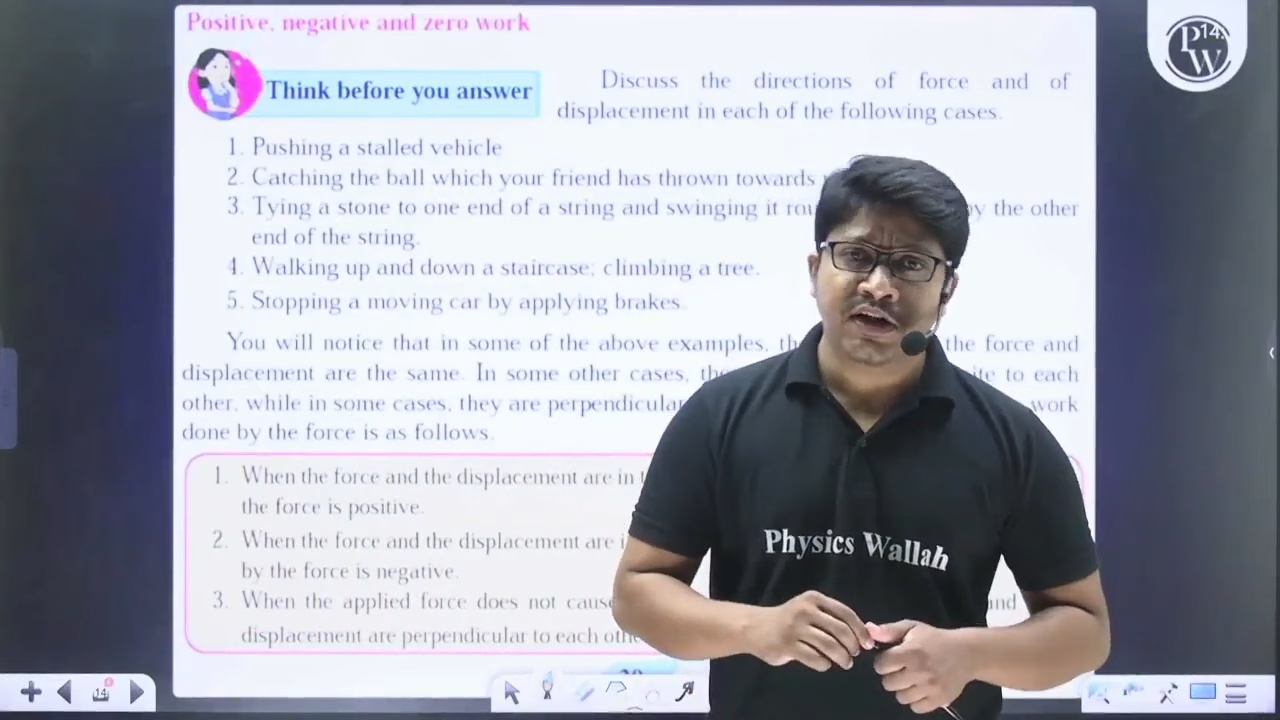 Positive, negative and zero work
Think before you answer
Discuss the directions of force and of
displacement in each of the following cases.
1. Pushing a stalled vehicle
2. Catching the ball which your friend has thrown towards
3. Tying a stone to one end of a string and swinging it by the other
end of the string.
4. Walking up and down a staircase; climbing a tree.
5. Stopping a moving car by applying brakes.
You will notice that in some of the above examples, the force and
displacement are the same. In some other cases, to each
other, while in some cases, they are perpendicular work
done by the force is as follows.
1. When the force and the displacement are in
the force is positive.
2. When the force and the displacement are
by the force is negative.
3. When the applied force does not cause and
displacement are perpendicular to each
PW
14
Physics Wallah
14